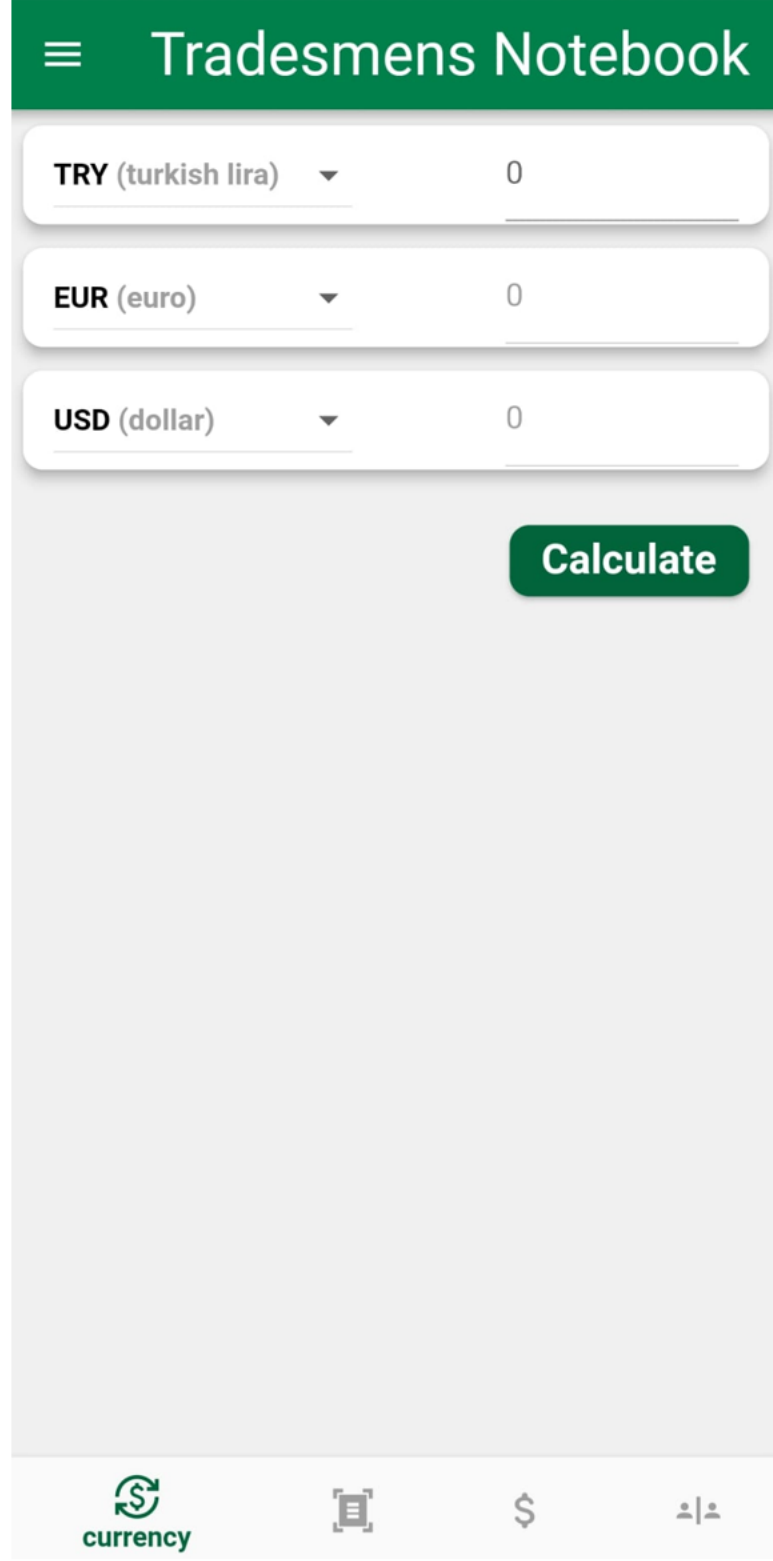 Tradesmens Notebook
TRY (turkish lira) 0
EUR (euro) 0
USD (dollar) 0
Calculate
currency